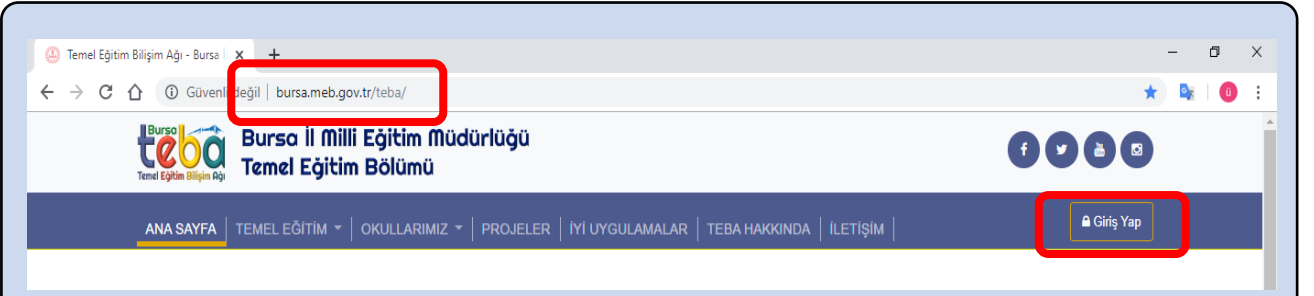 Temel Eğitim Bilişim Ağı - Bursa İ
Güvenli değil | bursa.meb.gov.tr/teba/
ü
Bursa
teba
Temel Eğitim Bilişim Ağı
Bursa İl Milli Eğitim Müdürlüğü
Temel Eğitim Bölümü
ANA SAYFA | TEMEL EĞİTİM | OKULLARIMIZ | PROJELER | İYİ UYGULAMALAR | TEBA HAKKINDA | İLETİŞİM |
Giriş Yap